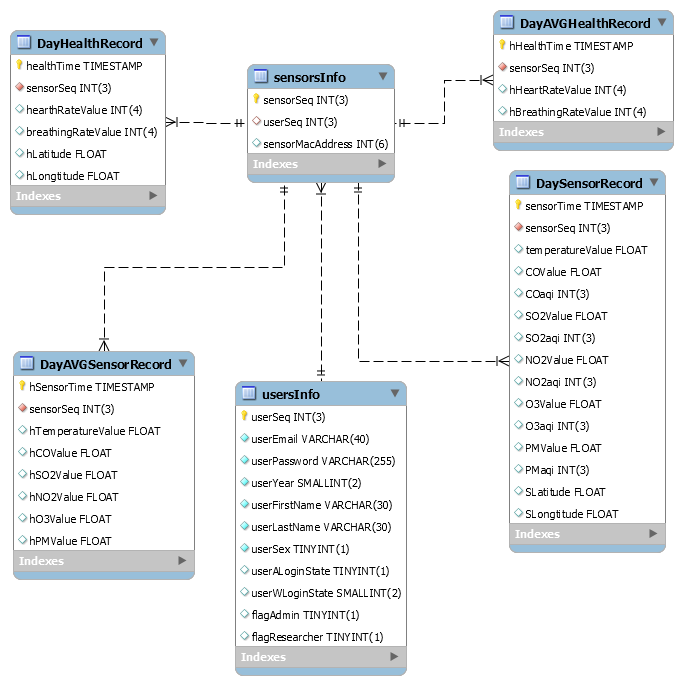 DayHealthRecord
healthTime TIMESTAMP
sensorSeq INT(3)
hearthRateValue INT(4)
breathingRateValue INT(4)
hLatitude FLOAT
hLongtitude FLOAT
Indexes
sensorsInfo
sensorSeq INT(3)
userSeq INT(3)
sensorMacAddress INT(6)
Indexes
DayAVGHealthRecord
hHealthTime TIMESTAMP
sensorSeq INT(3)
hHeartRateValue INT(4)
hBreathingRateValue INT(4)
Indexes
DaySensorRecord
sensorTime TIMESTAMP
sensorSeq INT(3)
temperatureValue FLOAT
COValue FLOAT
COaqi INT(3)
SO2Value FLOAT
SO2aqi INT(3)
NO2Value FLOAT
NO2aqi INT(3)
O3Value FLOAT
O3aqi INT(3)
PMValue FLOAT
PMaqi INT(3)
SLatitude FLOAT
SLongtitude FLOAT
Indexes
DayAVGSensorRecord
hSensorTime TIMESTAMP
sensorSeq INT(3)
hTemperatureValue FLOAT
hCOValue FLOAT
hSO2Value FLOAT
hNO2Value FLOAT
hO3Value FLOAT
hPMValue FLOAT
Indexes
usersInfo
userSeq INT(3)
userEmail VARCHAR(40)
userPassword VARCHAR(255)
userYear SMALLINT(2)
userFirstName VARCHAR(30)
userLastName VARCHAR(30)
userSex TINYINT(1)
userALoginState TINYINT(1)
userWLoginState SMALLINT(2)
flagAdmin TINYINT(1)
flagResearcher TINYINT(1)
Indexes